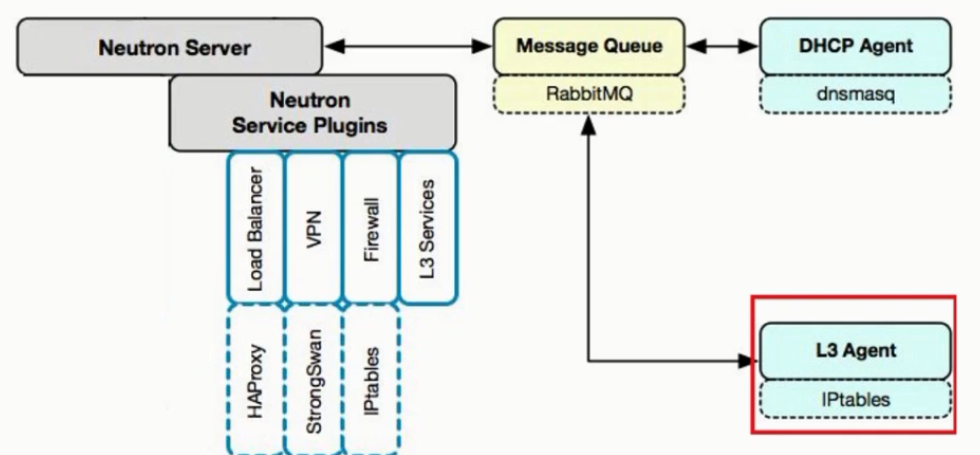 Neutron Server
Message Queue
DHCP Agent
RabbitMQ
dnsmasq
Neutron
Service Plugins
Load Balancer
VPN
Firewall
L3 Services
HAProxy
StrongSwan
IPtables
L3 Agent
IPtables